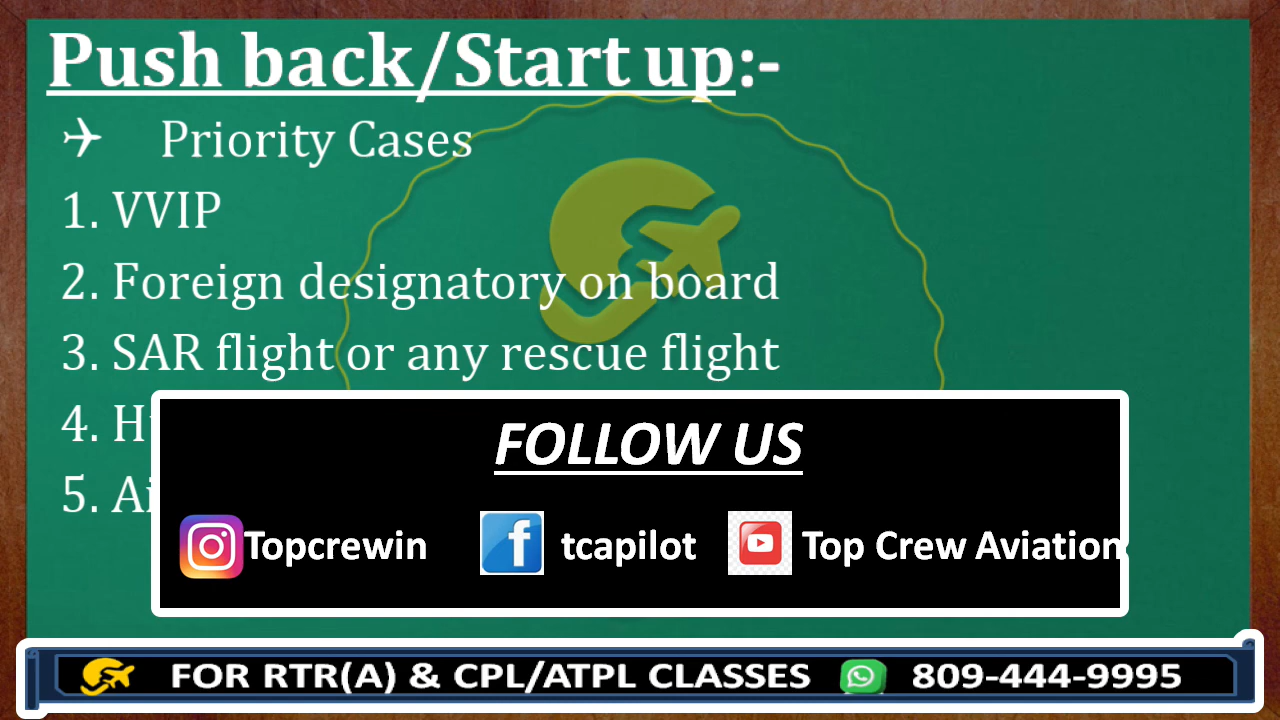 Push back/Start up:-
✈ Priority Cases
1. VVIP
2. Foreign designatory on board
3. SAR flight or any rescue flight
4.
5.
FOLLOW US
Topcrewin tcapilot Top Crew Aviation
FOR RTR(A) & CPL/ATPL CLASSES 809-444-9995